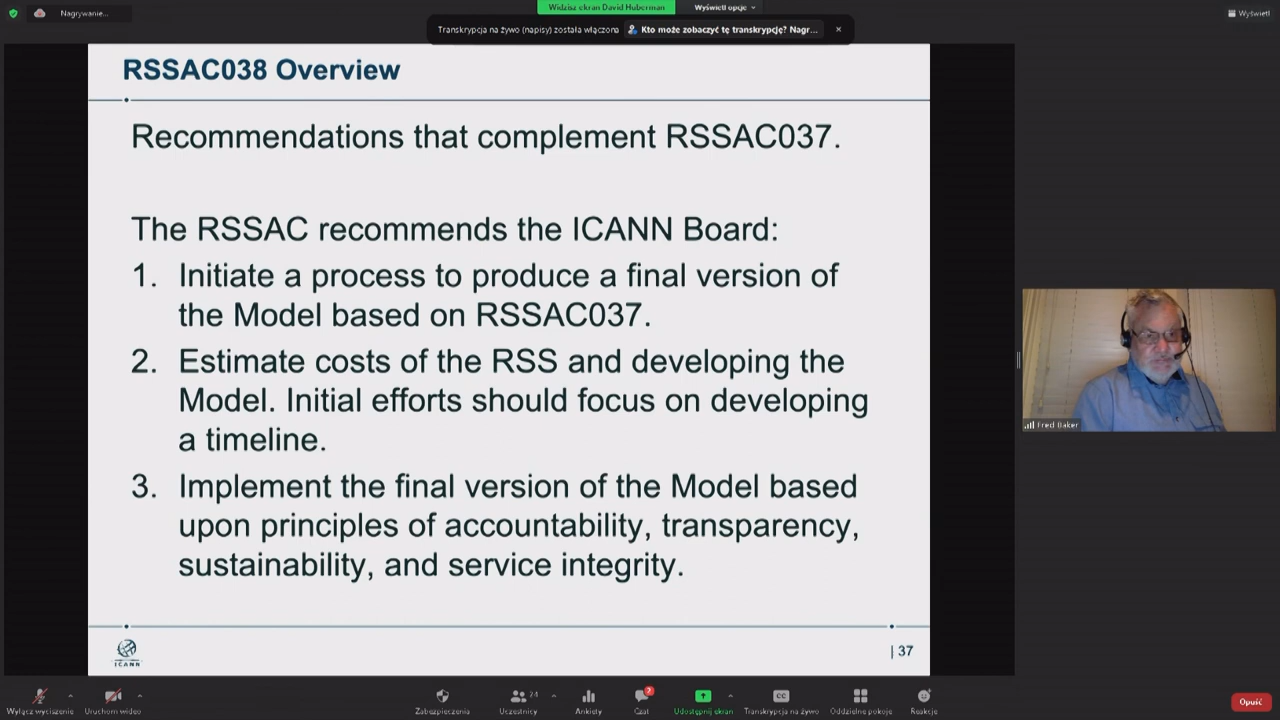 Nagrywanie...
Widzisz ekran David Huberman
Wyświetl opcje
Wyświetl
Transkrypcja na żywo (napisy) została włączona
Kto może zobaczyć tę transkrypcję? Nagr...
RSSAC038 Overview
Recommendations that complement RSSAC037.
The RSSAC recommends the ICANN Board:
1. Initiate a process to produce a final version of
the Model based on RSSAC037.
2. Estimate costs of the RSS and developing the
Model. Initial efforts should focus on developing
a timeline.
3. Implement the final version of the Model based
upon principles of accountability, transparency,
sustainability, and service integrity.
ICANN
| 37
Fred Baker
Wyłącz wyciszenie
Uruchom wideo
Zabezpieczenia
Uczestnicy
24
Ankiety
Czat
2
Udostępnij ekran
CC
Transkrypcja na żywo
Oddzielne pokoje
Reakcje
Opuść